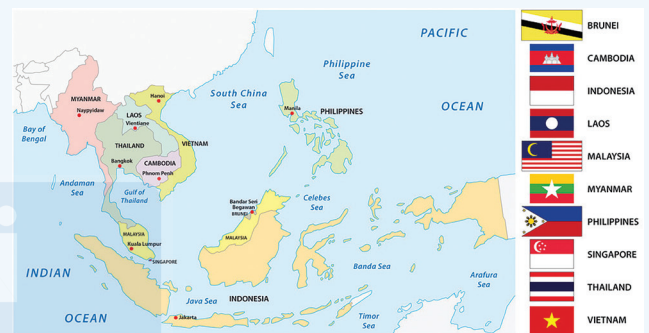 PACIFIC
OCEAN
Philippine
Sea
South China
Sea
MYANMAR
Naypyidaw
Hanoi
LAOS
Vientiane
THAILAND
Bangkok
VIETNAM
CAMBODIA
Phnom Penh
Manila
PHILIPPINES
Bay of
Bengal
Andaman
Sea
Gulf of
Thailand
MALAYSIA
Kuala Lumpur
SINGAPORE
Bandar Seri
Begawan
BRUNEI
MALAYSIA
Celebes
Sea
INDIAN
OCEAN
Java Sea
INDONESIA
Jakarta
Banda Sea
Timor
Sea
Arafura
Sea
BRUNEI
CAMBODIA
INDONESIA
LAOS
MALAYSIA
MYANMAR
PHILIPPINES
SINGAPORE
THAILAND
VIETNAM